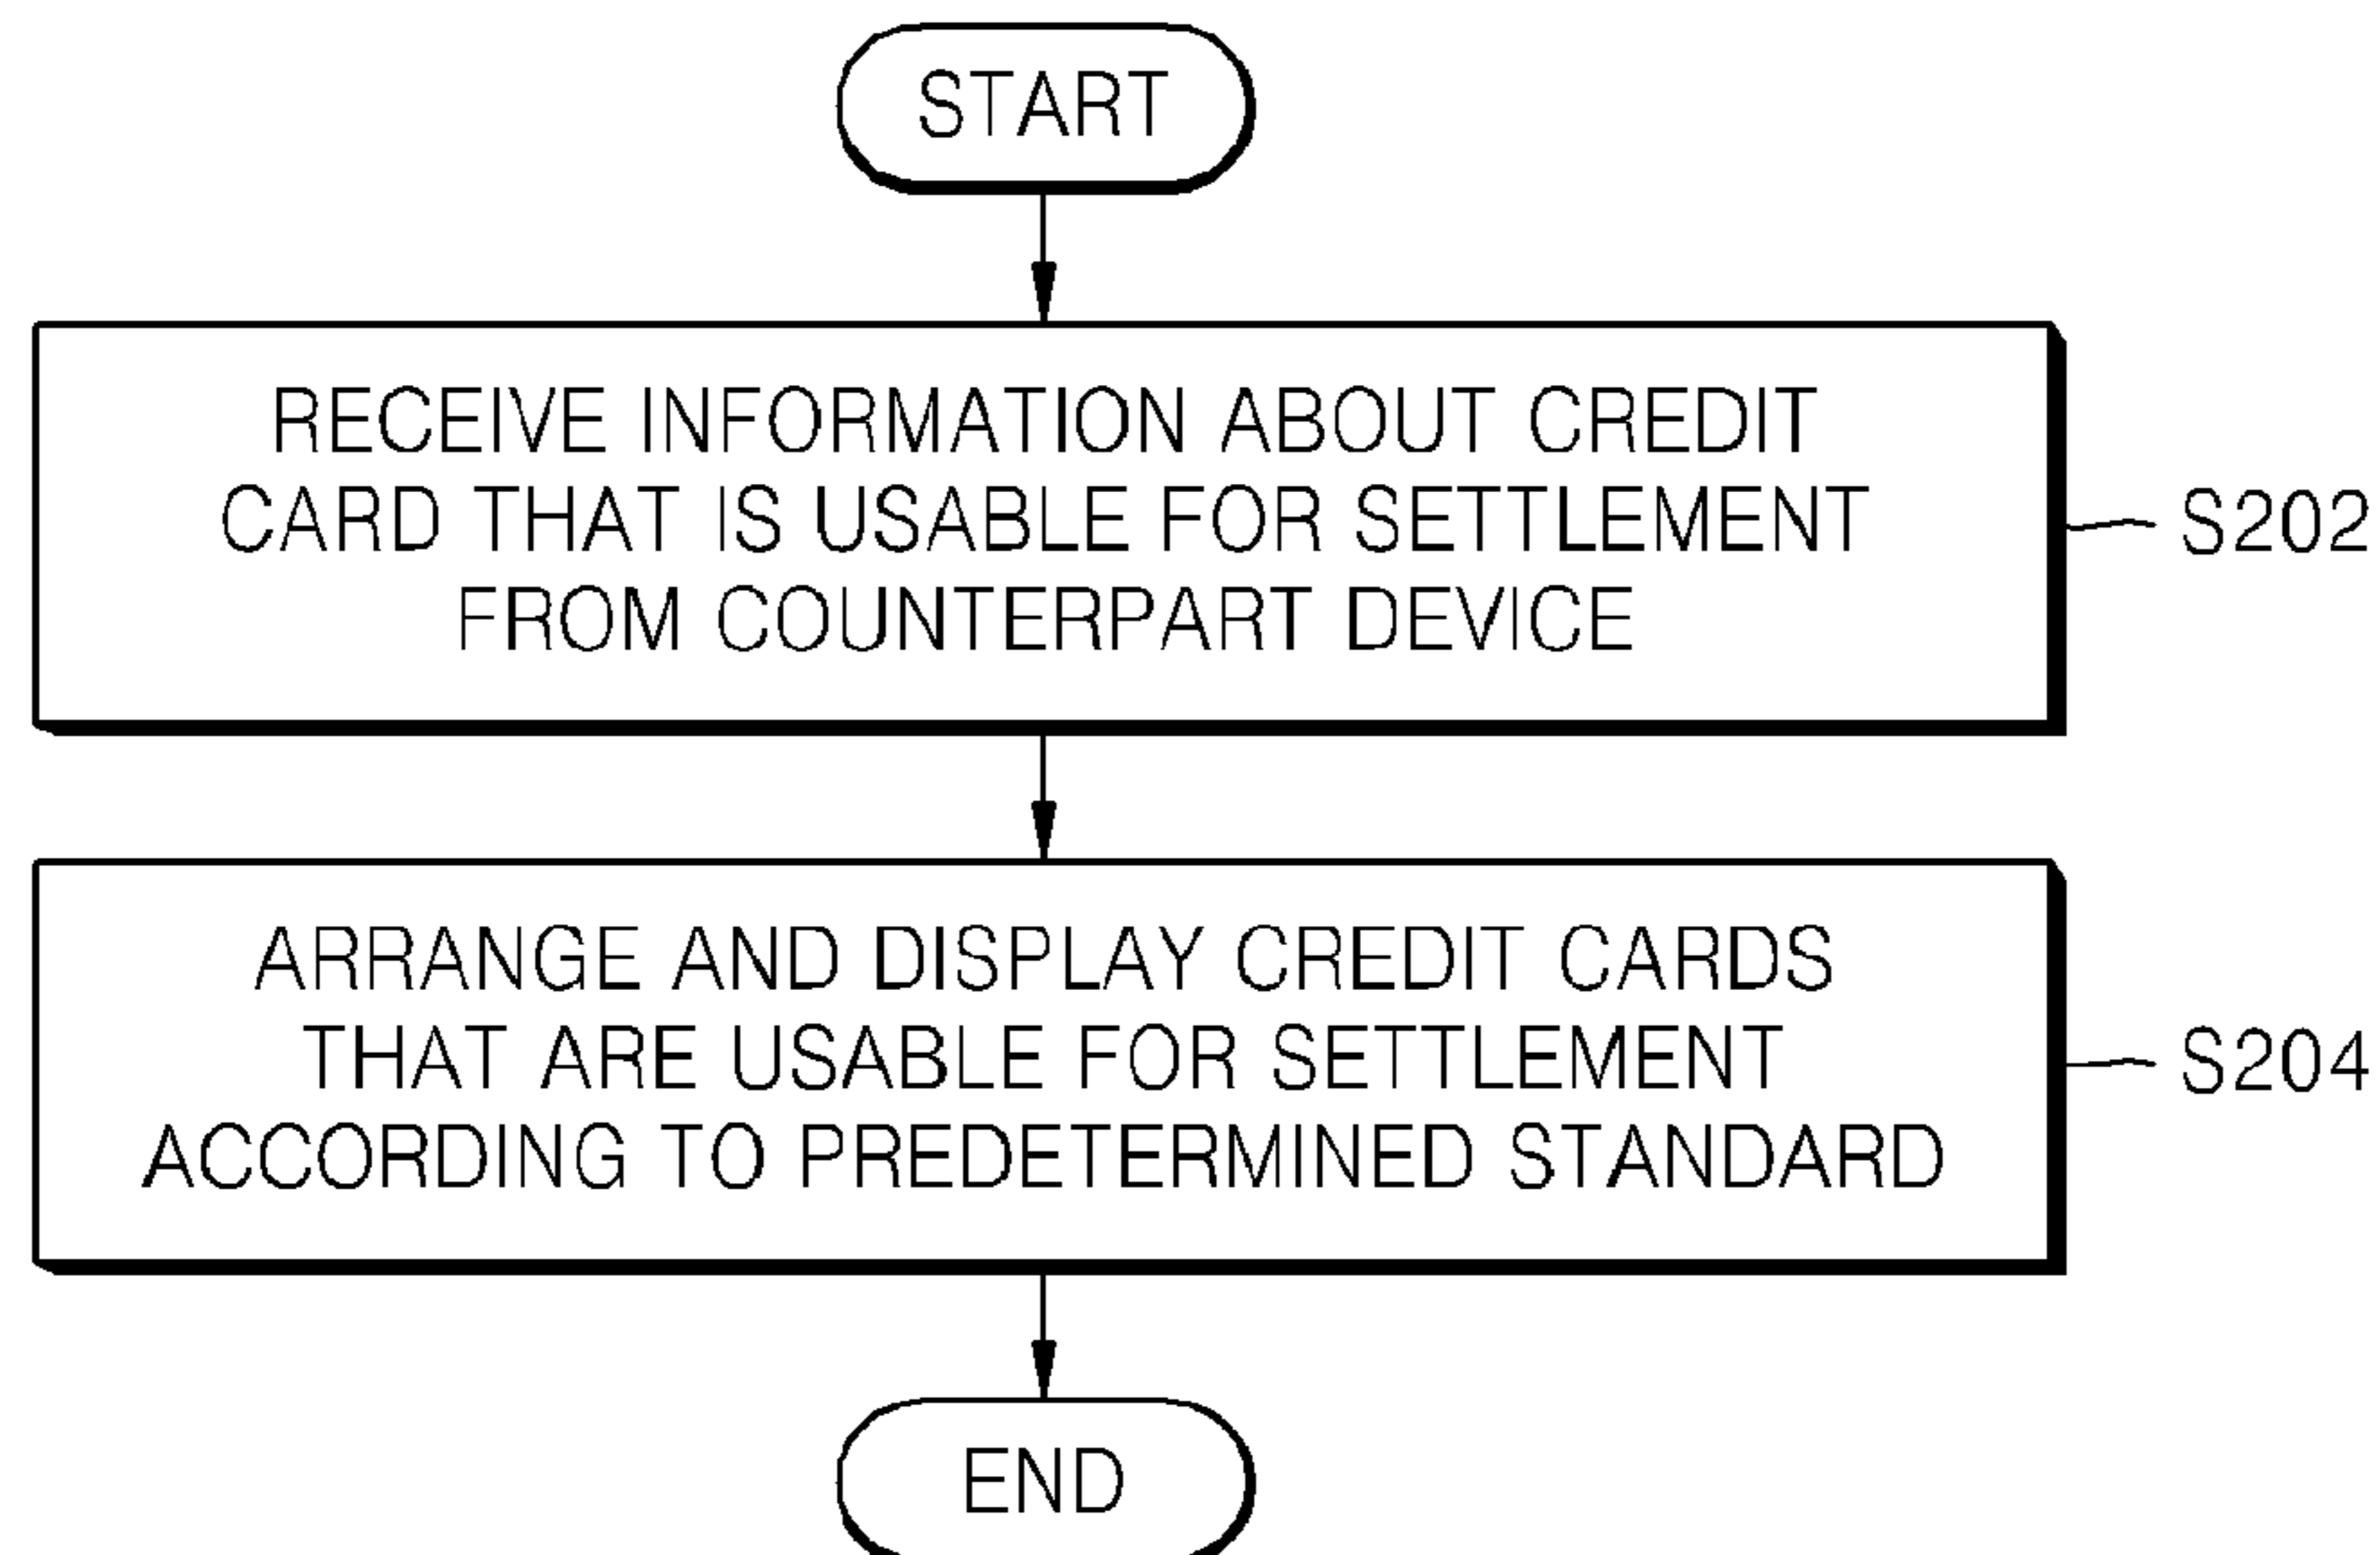 START
RECEIVE INFORMATION ABOUT CREDIT
CARD THAT IS USABLE FOR SETTLEMENT
FROM COUNTERPART DEVICE
S202
ARRANGE AND DISPLAY CREDIT CARDS
THAT ARE USABLE FOR SETTLEMENT
ACCORDING TO PREDETERMINED STANDARD
S204
END